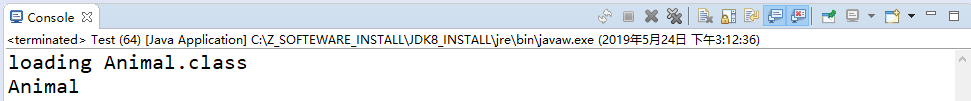 Console
<terminated> Test (64) [Java Application] C:\Z_SOFTEWARE_INSTALL\JDK8_INSTALL\jre\bin\javaw.exe (2019年5月24日 下午3:12:36)
loading Animal.class
Animal